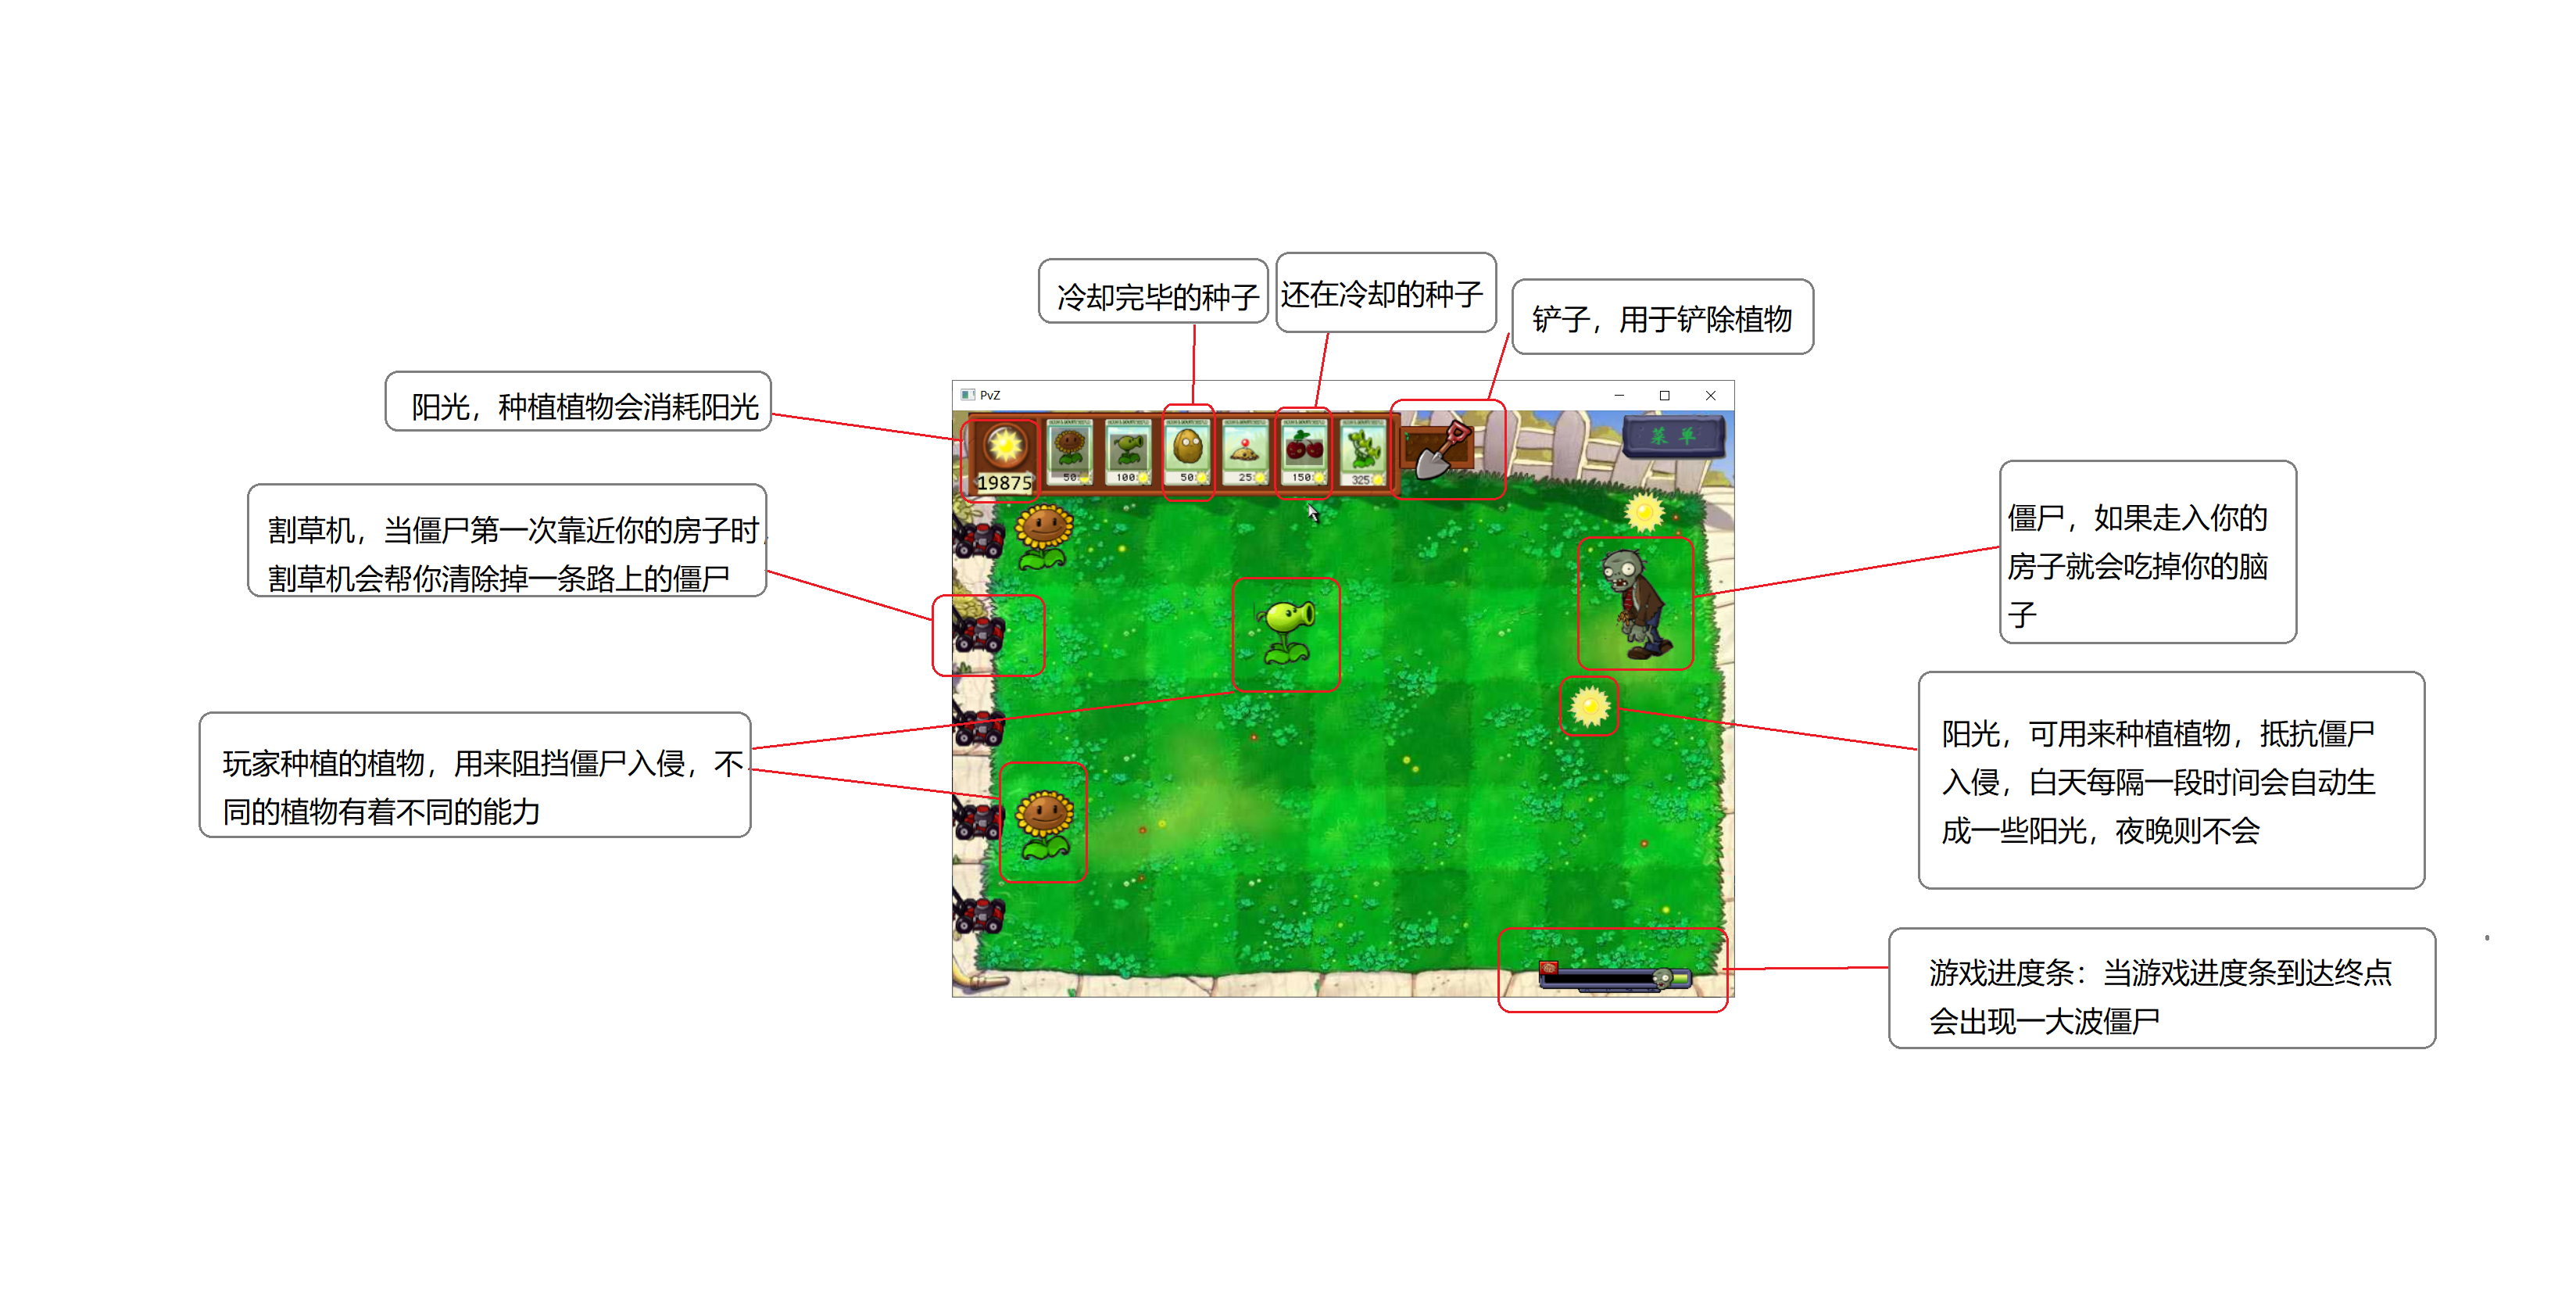 冷却完毕的种子
还在冷却的种子
铲子，用于铲除植物
阳光，种植植物会消耗阳光
PvZ
菜单
19875
50
100
50
25
150
325
割草机，当僵尸第一次靠近你的房子时，
割草机会帮你清除掉一条路上的僵尸
僵尸，如果走入你的
房子就会吃掉你的脑
子
玩家种植的植物，用来阻挡僵尸入侵，不
同的植物有着不同的能力
阳光，可用来种植植物，抵抗僵尸
入侵，白天每隔一段时间会自动生
成一些阳光，夜晚则不会
游戏进度条：当游戏进度条到达终点
会出现一大波僵尸